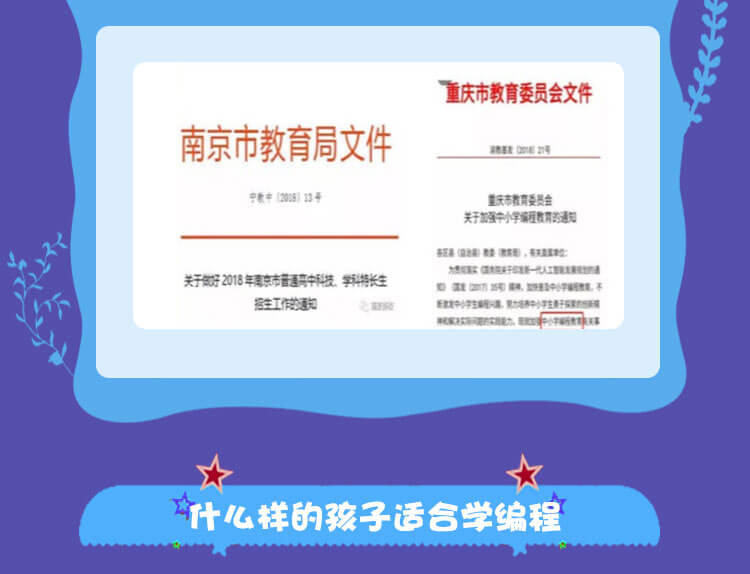 南京市教育局文件
宁教中〔2018〕13号
关于做好2018年南京市普通高中科技、学科特长生
招生工作的通知
重庆市教育委员会文件
渝教基发〔2018〕21号
重庆市教育委员会
关于加强中小学编程教育的通知
各区县（自治县）教委（教育局），有关直属单位：
为贯彻落实《国务院关于印发新一代人工智能发展规划的通
知》（国发〔2017〕35号）精神，加快普及中小学编程教育，不
断激发中小学生编程兴趣，努力培养中小学生勇于探索的创新精
神和解决实际问题的实践能力。现就加强中小学编程教育有关事
什么样的孩子适合学编程